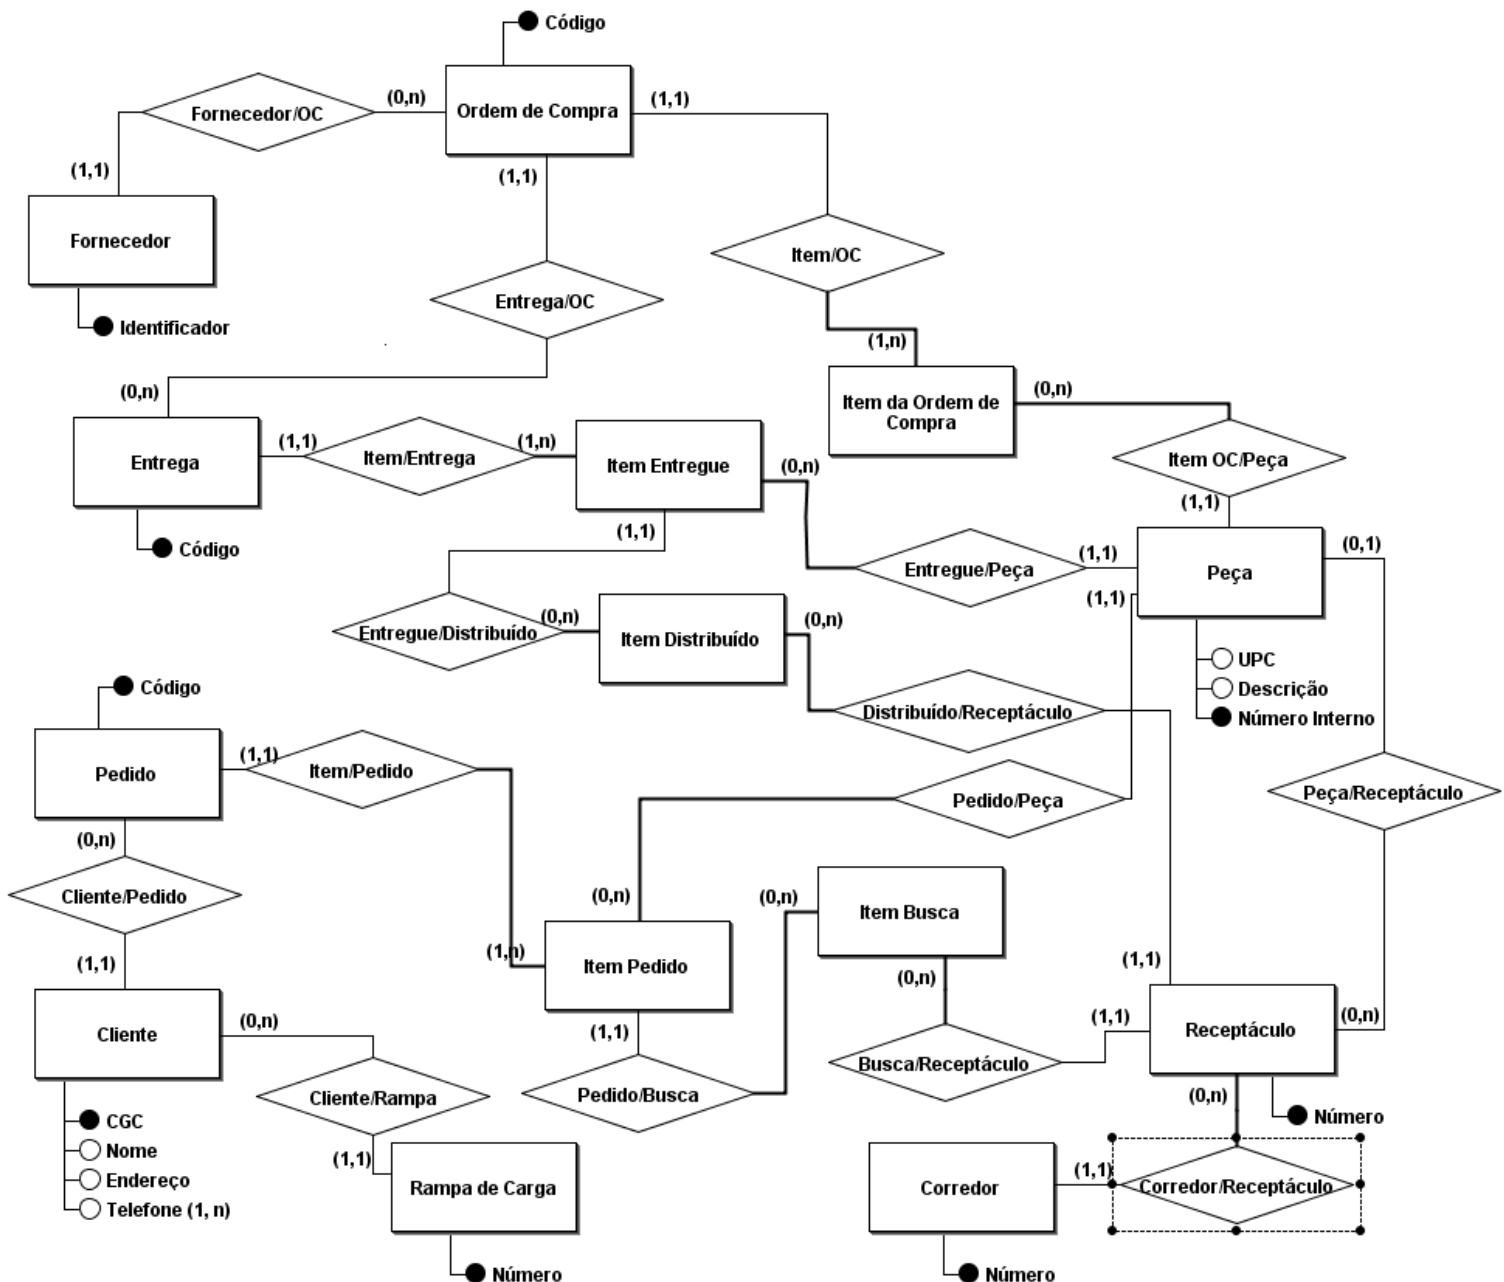 Código
Fornecedor/OC
(0,n)
Ordem de Compra
(1,1)
(1,1)
(1,1)
Fornecedor
Identificador
Item/OC
Entrega/OC
(1,n)
(0,n)
Item da Ordem de
Compra
(0,n)
Entrega
(1,1)
Item/Entrega
(1,n)
Item Entregue
(0,n)
Item OC/Peça
(1,1)
Código
(1,1)
Entregue/Peça
(1,1)
Peça
(0,1)
(1,1)
Entregue/Distribuído
(0,n)
Item Distribuído
(0,n)
UPC
Descrição
Número Interno
Código
Distribuído/Receptáculo
Pedido
(1,1)
Item/Pedido
Pedido/Peça
Peça/Receptáculo
(0,n)
Cliente/Pedido
(0,n)
(0,n)
Item Busca
(1,1)
(1,n)
Item Pedido
(0,n)
(1,1)
Cliente
(0,n)
(1,1)
(1,1)
Receptáculo
(0,n)
Cliente/Rampa
Pedido/Busca
Busca/Receptáculo
(0,n)
Número
CGC
Nome
Endereço
Telefone (1, n)
(1,1)
Rampa de Carga
Corredor
(1,1)
Corredor/Receptáculo
Número
Número